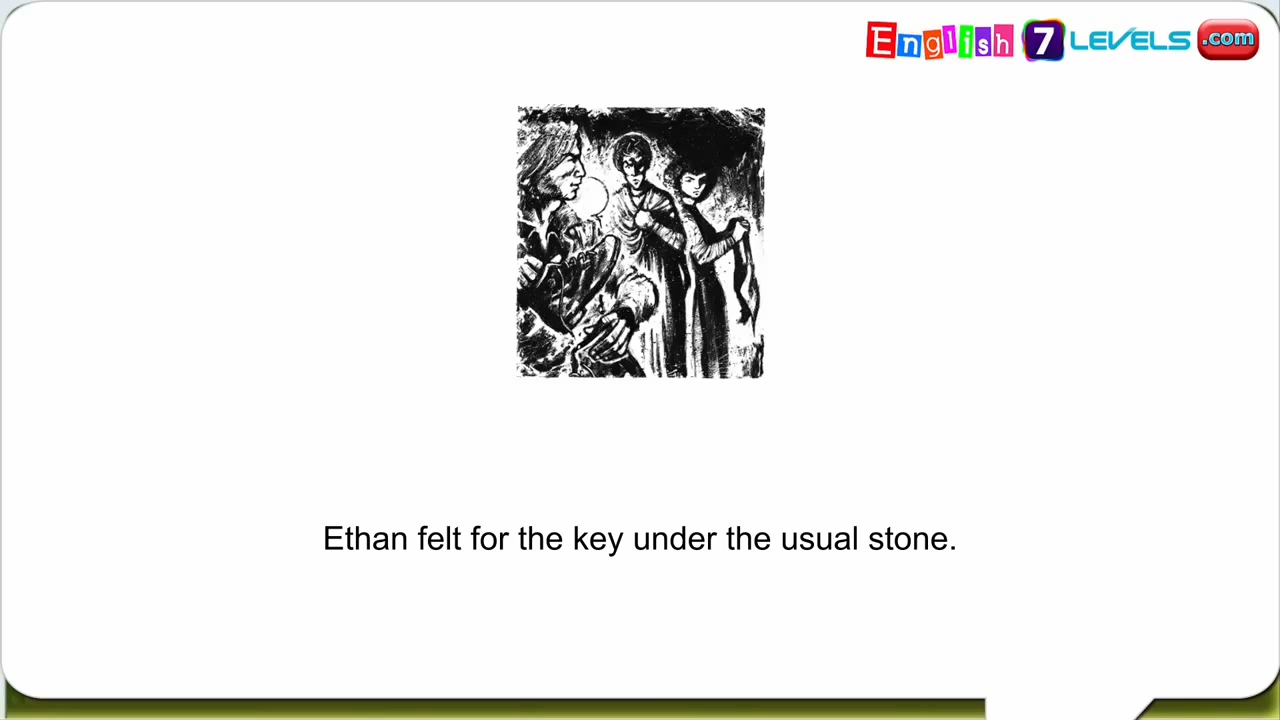 English 7 LEVELS .com
Ethan felt for the key under the usual stone.